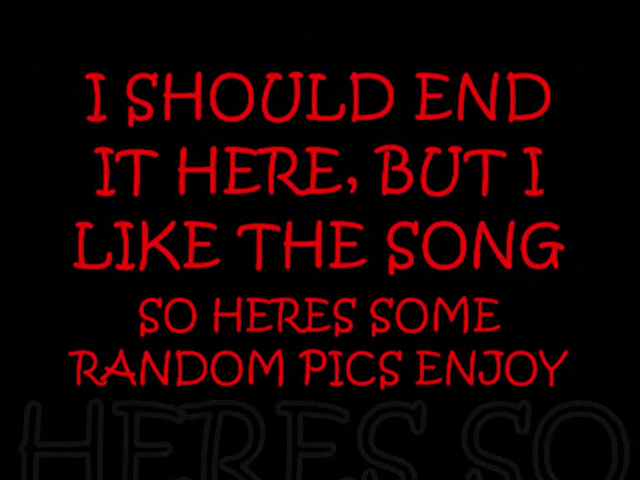 I SHOULD END
IT HERE, BUT I
LIKE THE SONG
SO HERES SOME
RANDOM PICS ENJOY
HERES SO